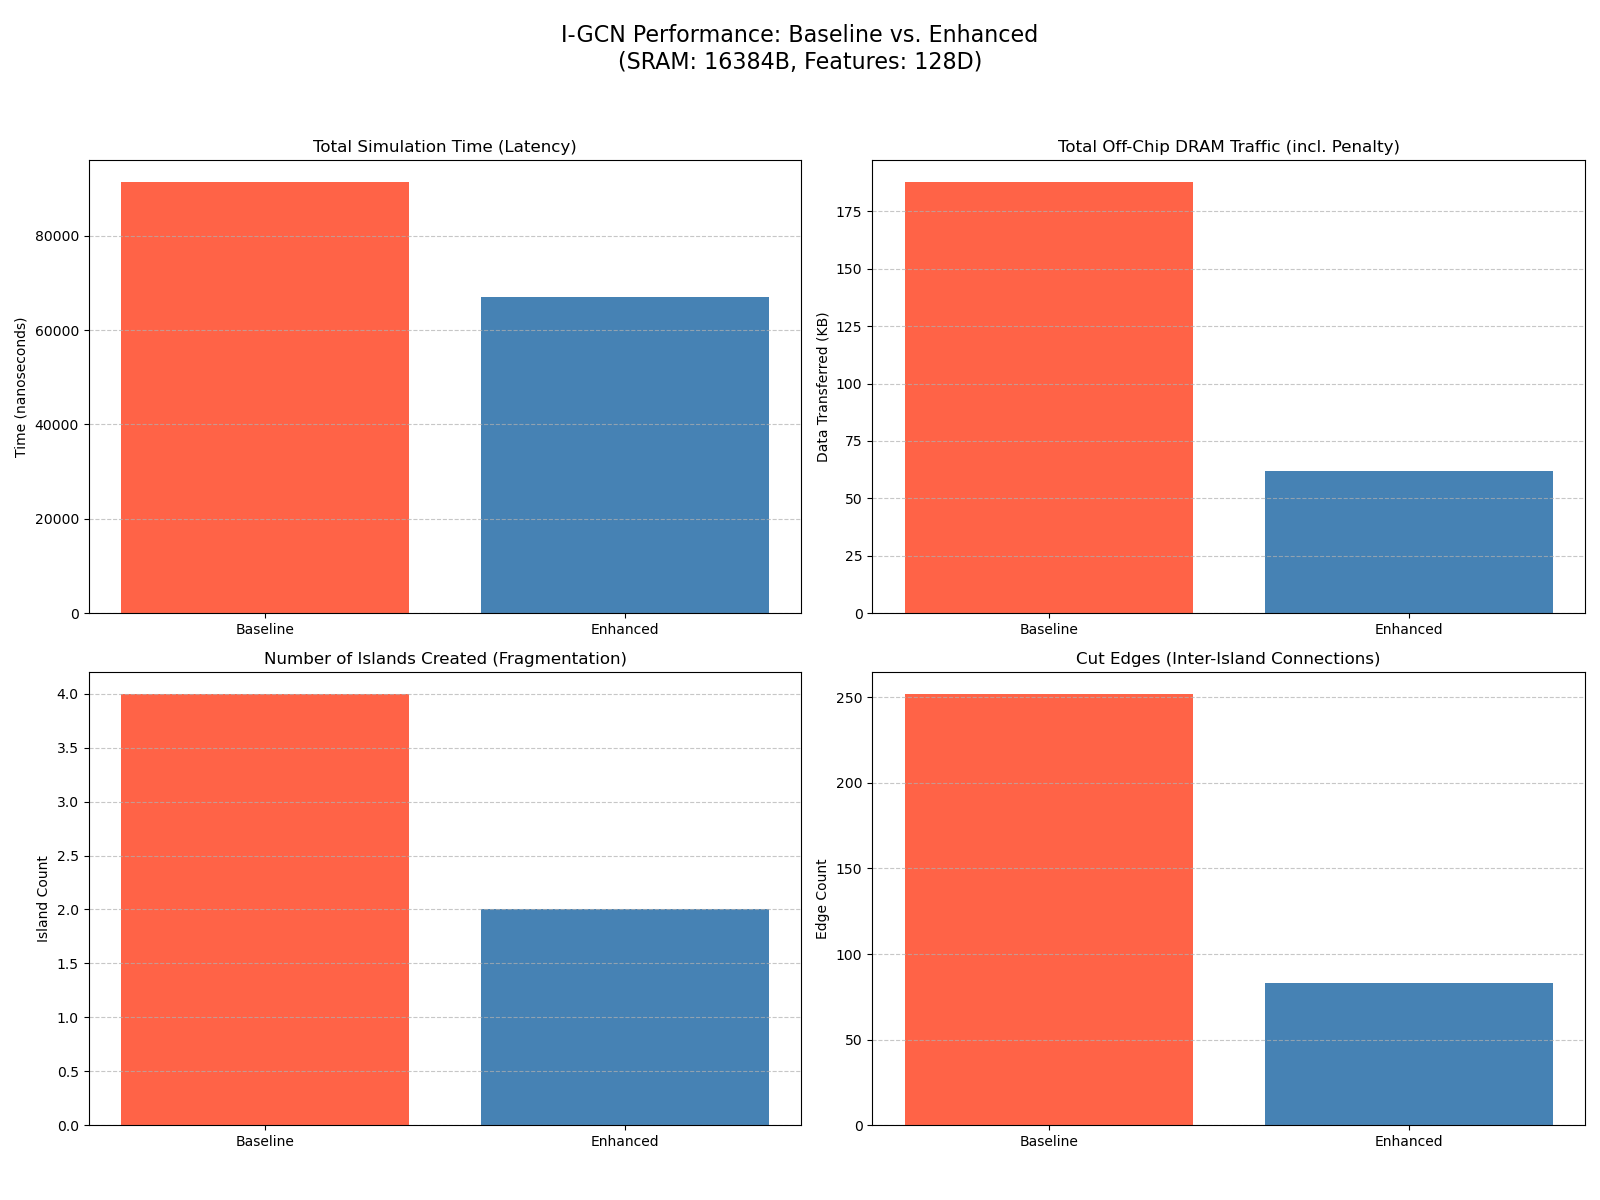 I-GCN Performance: Baseline vs. Enhanced
(SRAM: 16384B, Features: 128D)
Total Simulation Time (Latency)
Time (nanoseconds)
80000
60000
40000
20000
0
Baseline
Enhanced
Total Off-Chip DRAM Traffic (incl. Penalty)
Data Transferred (KB)
175
150
125
100
75
50
25
0
Baseline
Enhanced
Number of Islands Created (Fragmentation)
Island Count
4.0
3.5
3.0
2.5
2.0
1.5
1.0
0.5
0.0
Baseline
Enhanced
Cut Edges (Inter-Island Connections)
Edge Count
250
200
150
100
50
0
Baseline
Enhanced